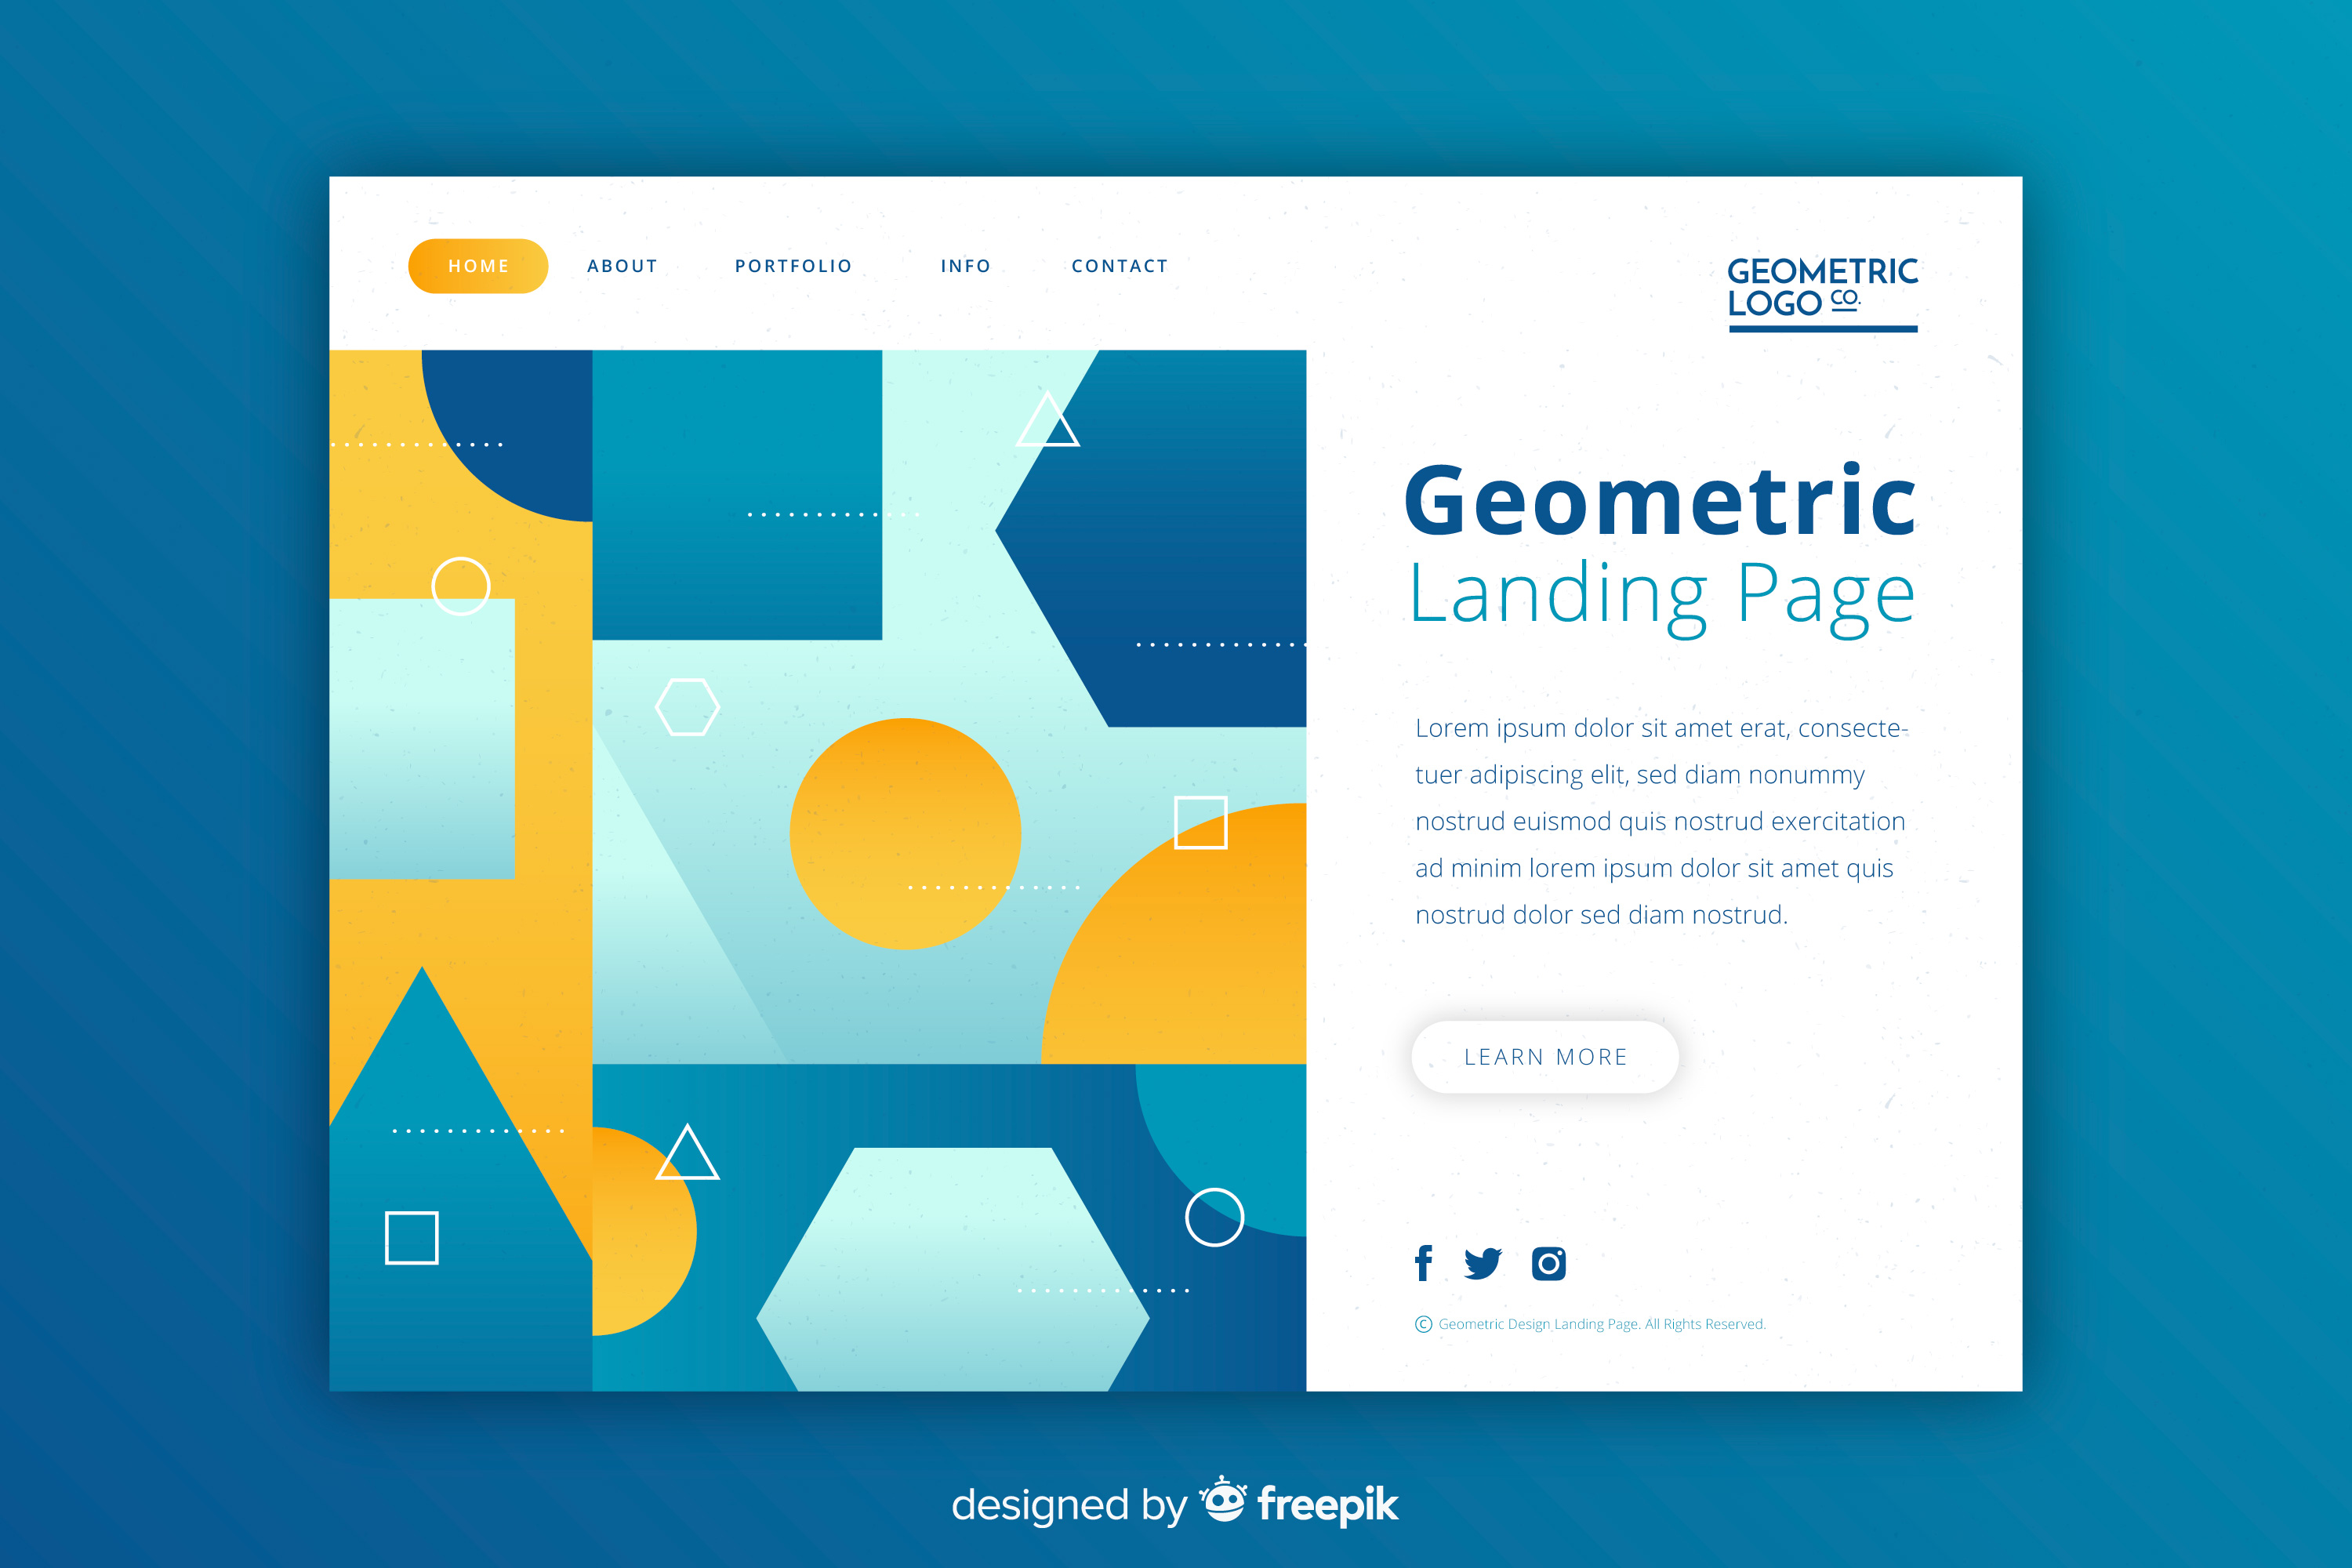 HOME ABOUT PORTFOLIO INFO CONTACT
GEOMETRIC
LOGO CO.
Geometric
Landing Page
Lorem ipsum dolor sit amet erat, consecte-
tuer adipiscing elit, sed diam nonummy
nostrud euismod quis nostrud exercitation
ad minim lorem ipsum dolor sit amet quis
nostrud dolor sed diam nostrud.
LEARN MORE
© Geometric Design Landing Page. All Rights Reserved.
designed by freepik